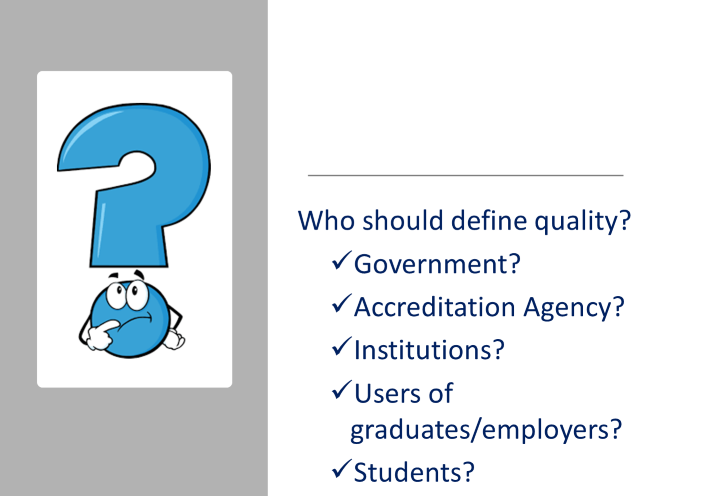 Who should define quality?
✓Government?
✓Accreditation Agency?
✓Institutions?
✓Users of
graduates/employers?
✓Students?